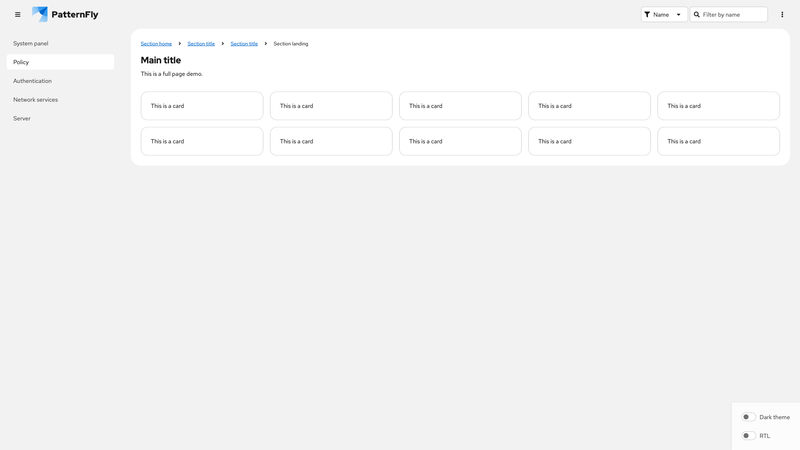 PatternFly
Name
Filter by name
System panel
Policy
Authentication
Network services
Server
Section home
Section title
Section title
Section landing
Main title
This is a full page demo.
This is a card
This is a card
This is a card
This is a card
This is a card
This is a card
This is a card
This is a card
This is a card
This is a card
Dark theme
RTL